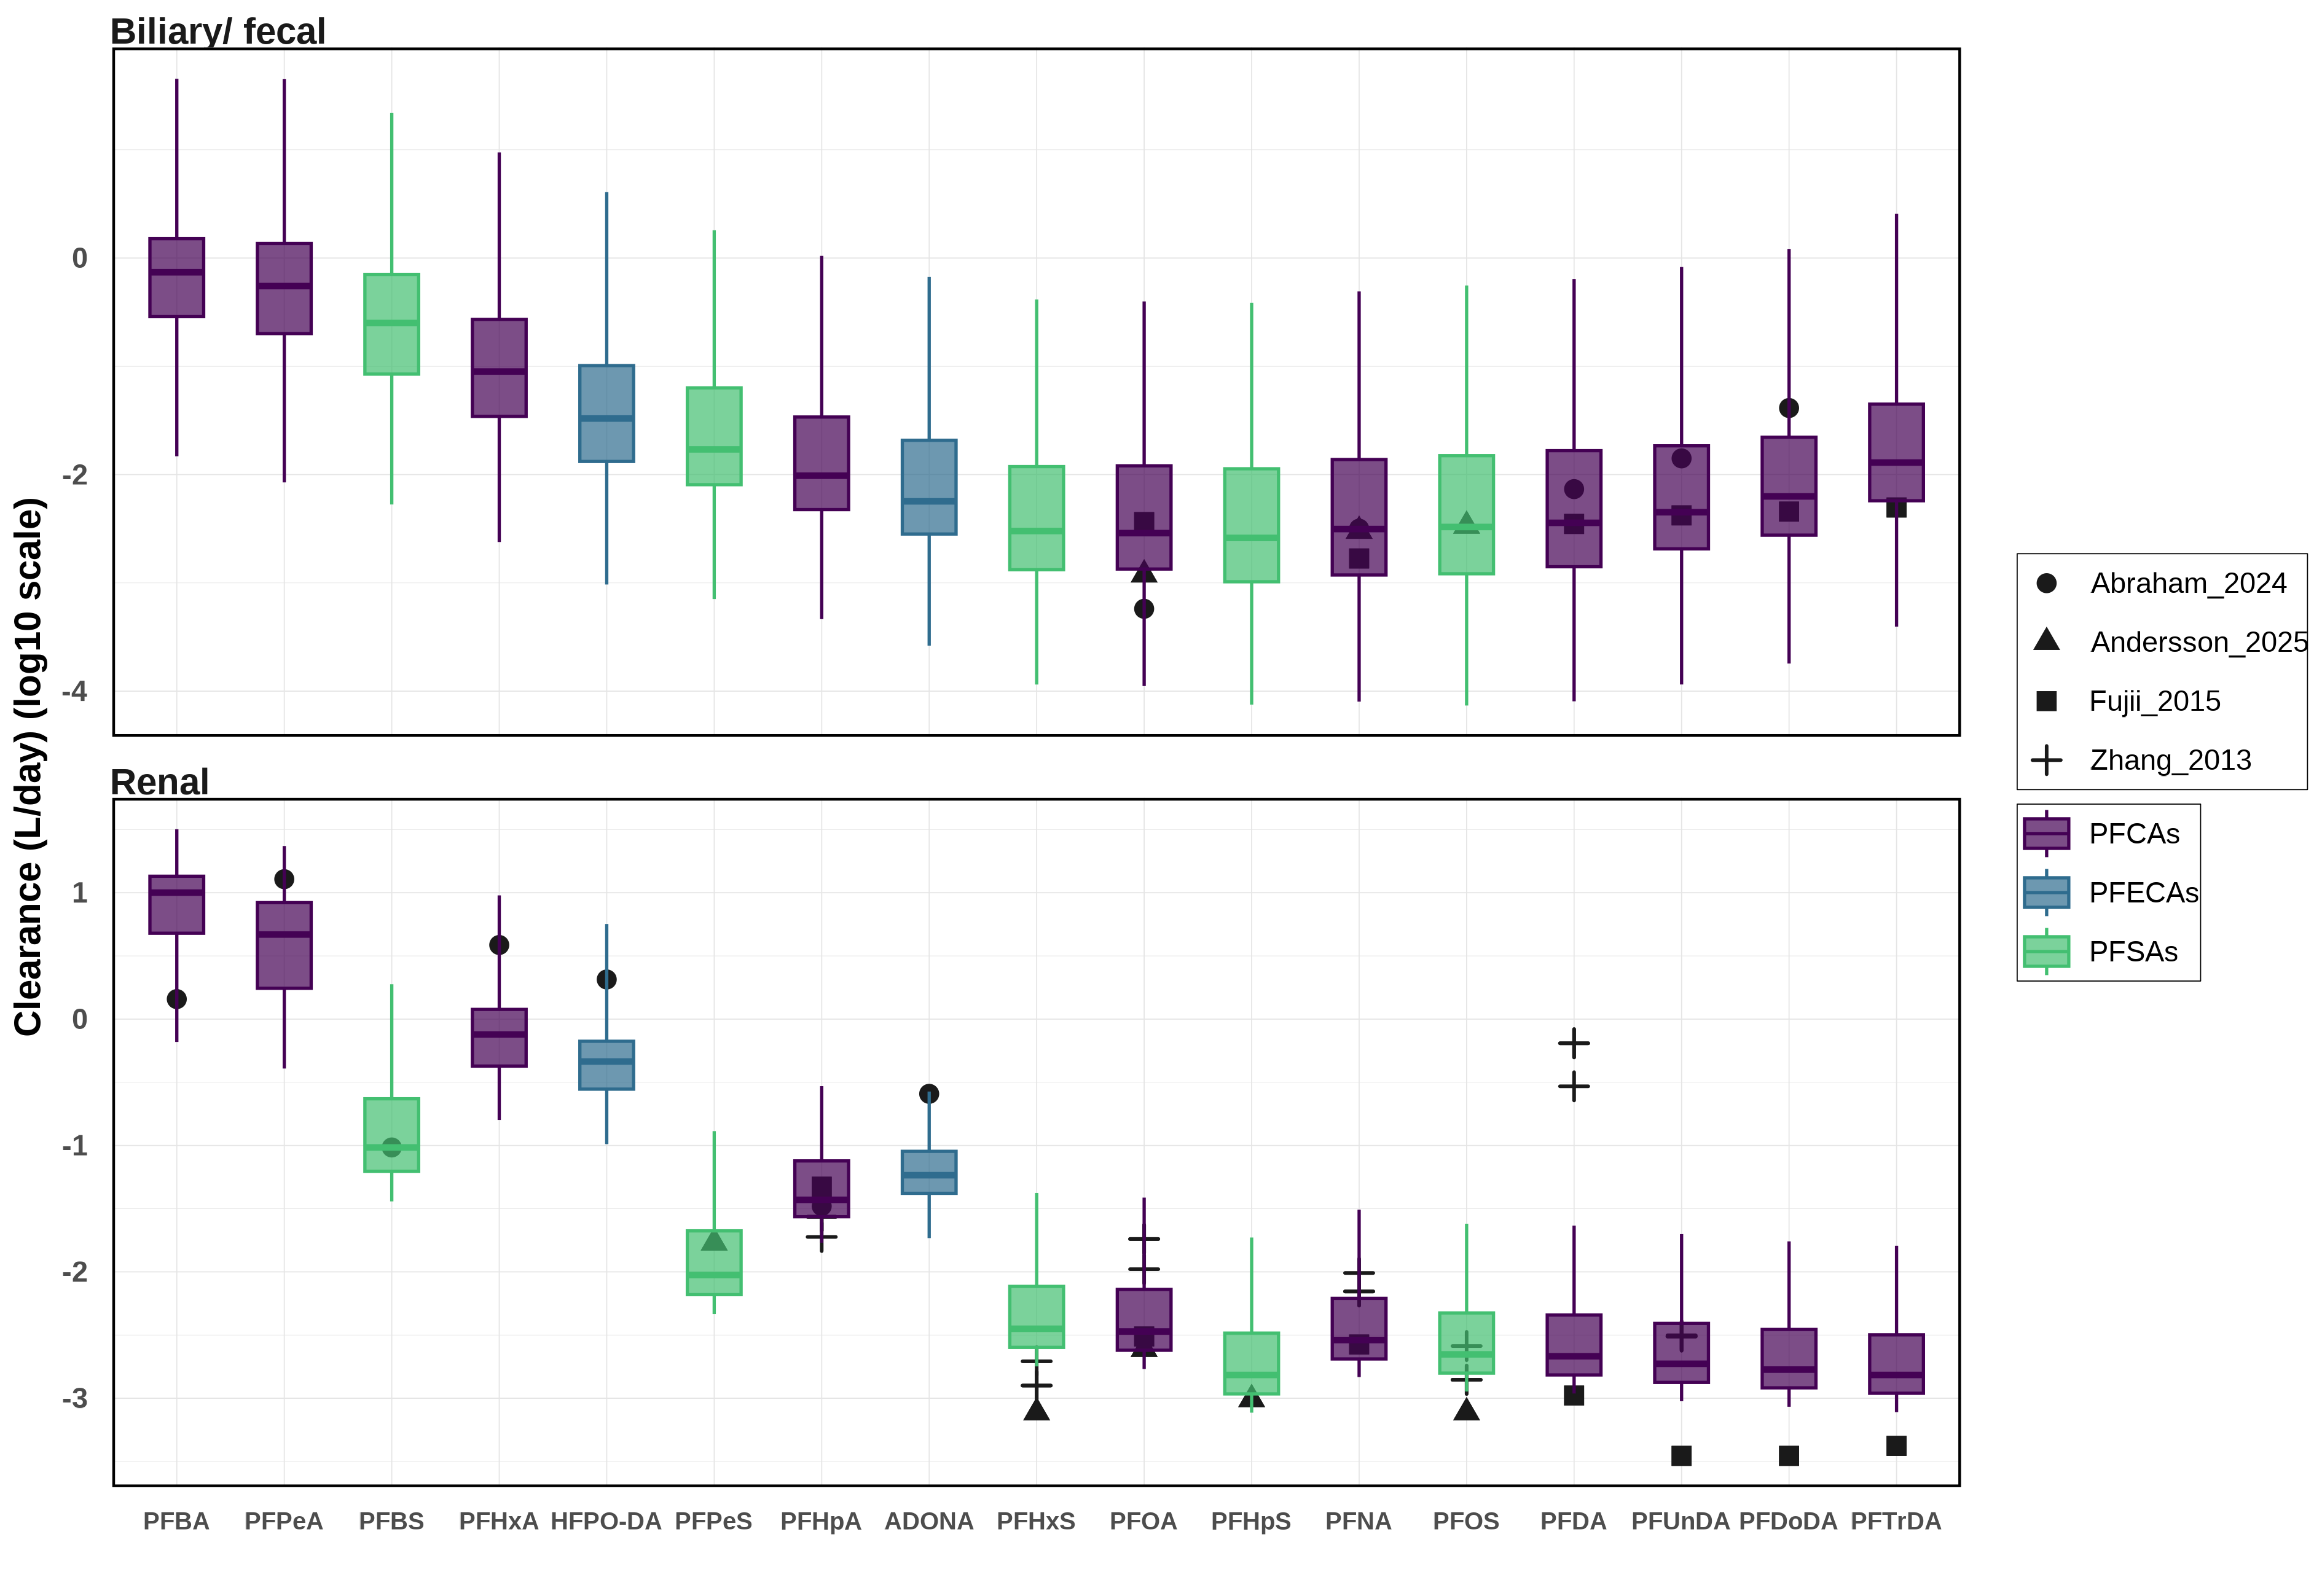 Biliary/ fecal
0
-2
-4
Clearance (L/day) (log10 scale)
Renal
1
0
-1
-2
-3
PFBA PFPeA PFBS PFHxA HFPO-DA PFPeS PFHpA ADONA PFHxS PFOA PFHpS PFNA PFOS PFDA PFUnDA PFDoDA PFTrDA
Abraham_2024
Andersson_2025
Fujii_2015
Zhang_2013
PFCAs
PFECAs
PFSAs